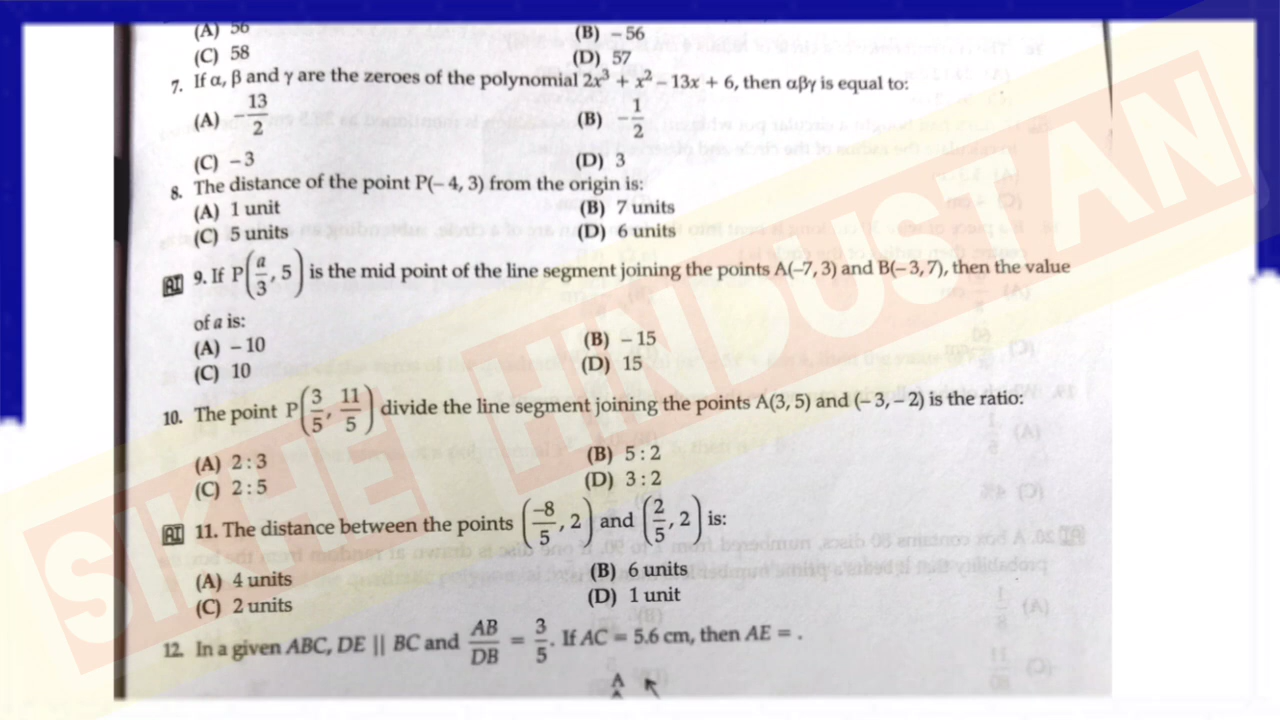 (A) 56 (B) – 56
(C) 58 (D) 57
7. If α, β and γ are the zeroes of the polynomial 2x³ + x² – 13x + 6, then αβγ is equal to:
(A) –13/2 (B) –1/2
(C) – 3 (D) 3
8. The distance of the point P(– 4, 3) from the origin is:
(A) 1 unit (B) 7 units
(C) 5 units (D) 6 units
AI 9. If P(a/3, 5) is the mid point of the line segment joining the points A(–7, 3) and B(– 3, 7), then the value
of a is:
(A) – 10 (B) – 15
(C) 10 (D) 15
10. The point P(3/5, 11/5) divide the line segment joining the points A(3, 5) and (– 3, – 2) is the ratio:
(A) 2 : 3 (B) 5 : 2
(C) 2 : 5 (D) 3 : 2
AI 11. The distance between the points (–8/5, 2) and (2/5, 2) is:
(A) 4 units (B) 6 units
(C) 2 units (D) 1 unit
12. In a given ABC, DE || BC and AB/DB = 3/5. If AC = 5.6 cm, then AE = .
A
SIKHE HINDUSTAN